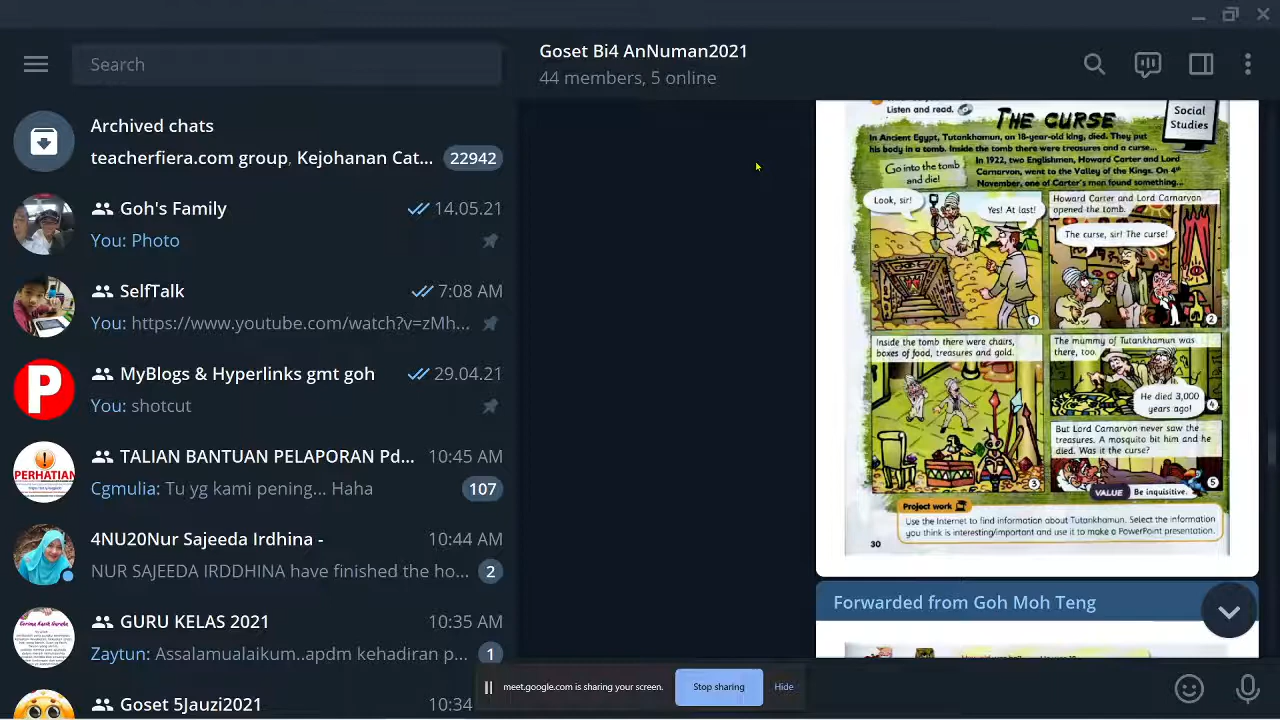 Search
Archived chats
teacherfiera.com group, Kejohanan Cat...
22942
Goh's Family
14.05.21
You: Photo
SelfTalk
7:08 AM
You: https://www.youtube.com/watch?v=zMh...
MyBlogs & Hyperlinks gmt goh
29.04.21
You: shotcut
TALIAN BANTUAN PELAPORAN Pd...
10:45 AM
Cgmulia: Tu yg kami pening... Haha
107
PERHATIAN
4NU20Nur Sajeeda Irdhina -
10:44 AM
NUR SAJEEDA IRDDHINA have finished the ho...
2
GURU KELAS 2021
10:35 AM
Zaytun: Assalamualaikum..apdm kehadiran p...
1
Goset 5Jauzi2021
10:34
Goset Bi4 AnNuman2021
44 members, 5 online
Listen and read.
THE CURSE
Social
Studies
In Ancient Egypt, Tutankhamun, an 18-year-old king, died. They put
his body in a tomb. Inside the tomb there were treasures and a curse...
Go into the tomb
and die!
In 1922, two Englishmen, Howard Carter and Lord
Carnarvon, went to the Valley of the Kings. On 4th
November, one of Carter's men found something...
Look, sir!
Yes! At last!
1
Howard Carter and Lord Carnarvon
opened the tomb.
The curse, sir! The curse!
2
Inside the tomb there were chairs,
boxes of food, treasures and gold.
3
The mummy of Tutankhamun was
there, too.
He died 3,000
years ago!
4
But Lord Carnarvon never saw the
treasures. A mosquito bit him and he
died. Was it the curse?
5
VALUE Be inquisitive.
Project work
Use the Internet to find information about Tutankhamun. Select the information
you think is interesting/important and use it to make a PowerPoint presentation.
30
Forwarded from Goh Moh Teng
meet.google.com is sharing your screen.
Stop sharing
Hide